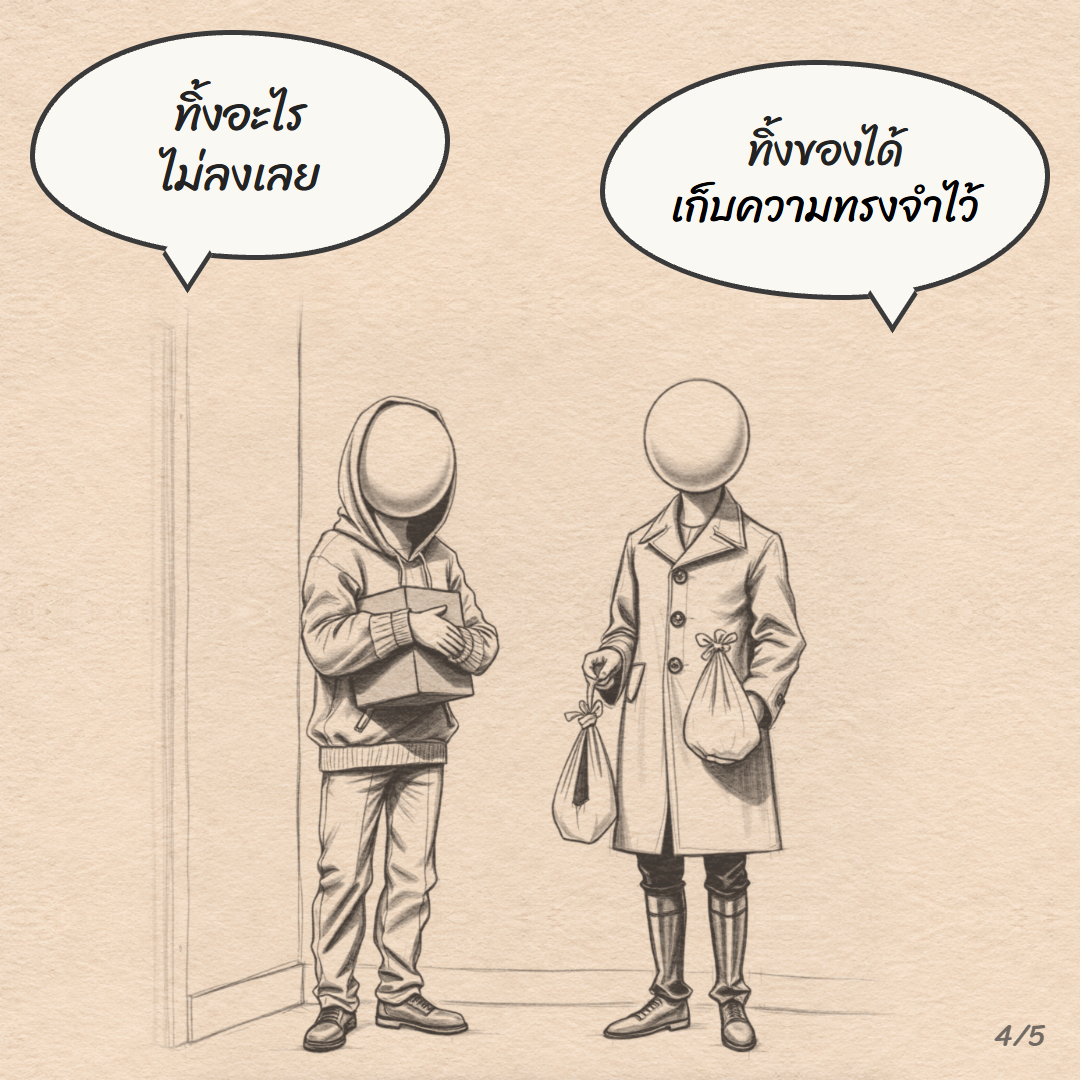 ทิ้งอะไร
ไม่ลงเลย
ทิ้งของได้
เก็บความทรงจำไว้
4/5